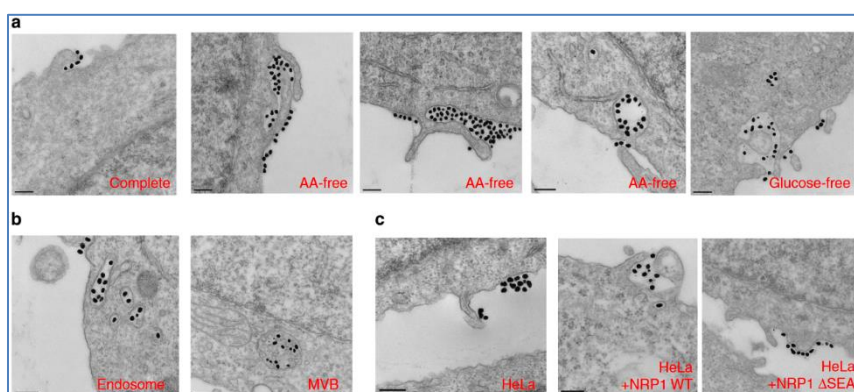 a
Complete
AA-free
AA-free
AA-free
Glucose-free
b
c
Endosome
MVB
HeLa
HeLa
+NRP1 WT
HeLa
+NRP1 ΔSEA